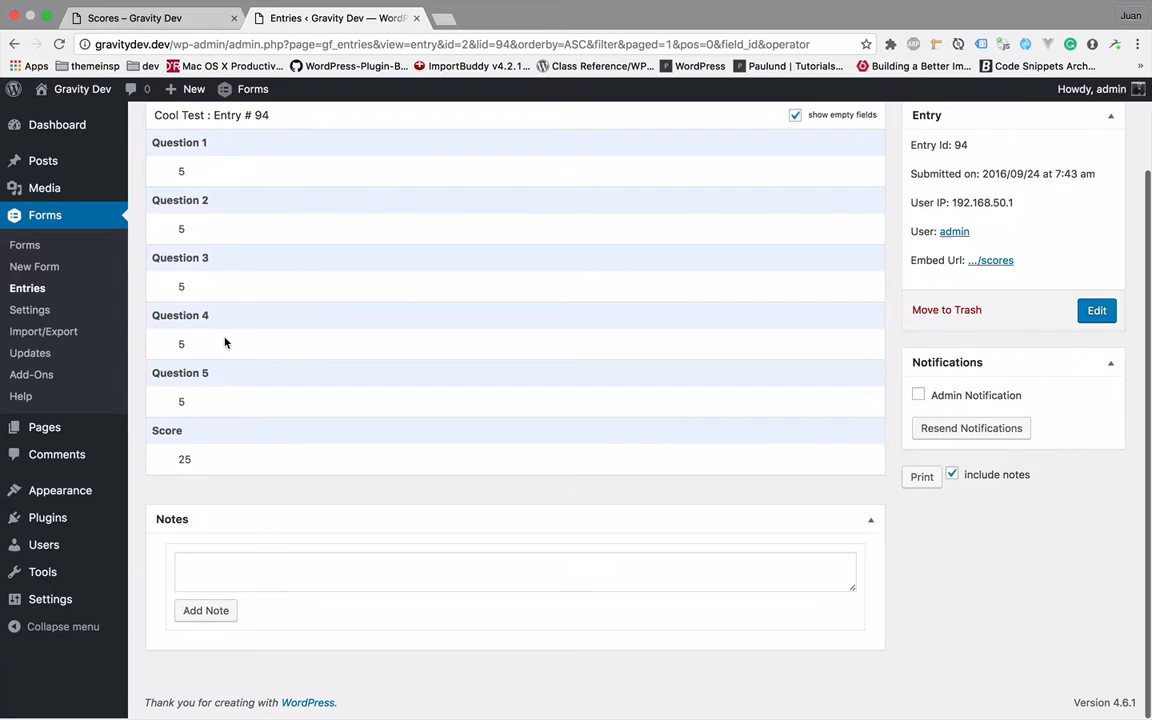 Scores – Gravity Dev
Entries ‹ Gravity Dev — WordP
Juan
gravitydev.dev/wp-admin/admin.php?page=gf_entries&view=entry&id=2&lid=94&orderby=ASC&filter&paged=1&pos=0&field_id&operator
Apps
themeinsp
dev
Mac OS X Productiv...
WordPress-Plugin-B...
ImportBuddy v4.2.1...
Class Reference/WP...
WordPress
Paulund | Tutorials...
Building a Better Im...
Code Snippets Arch...
»
Gravity Dev
0
New
Forms
Howdy, admin
Dashboard
Posts
Media
Forms
Forms
New Form
Entries
Settings
Import/Export
Updates
Add-Ons
Help
Pages
Comments
Appearance
Plugins
Users
Tools
Settings
Collapse menu
Cool Test : Entry # 94
show empty fields
Question 1
5
Question 2
5
Question 3
5
Question 4
5
Question 5
5
Score
25
Notes
Add Note
Entry
Entry Id: 94
Submitted on: 2016/09/24 at 7:43 am
User IP: 192.168.50.1
User: admin
Embed Url: .../scores
Move to Trash
Edit
Notifications
Admin Notification
Resend Notifications
Print
include notes
Thank you for creating with WordPress.
Version 4.6.1